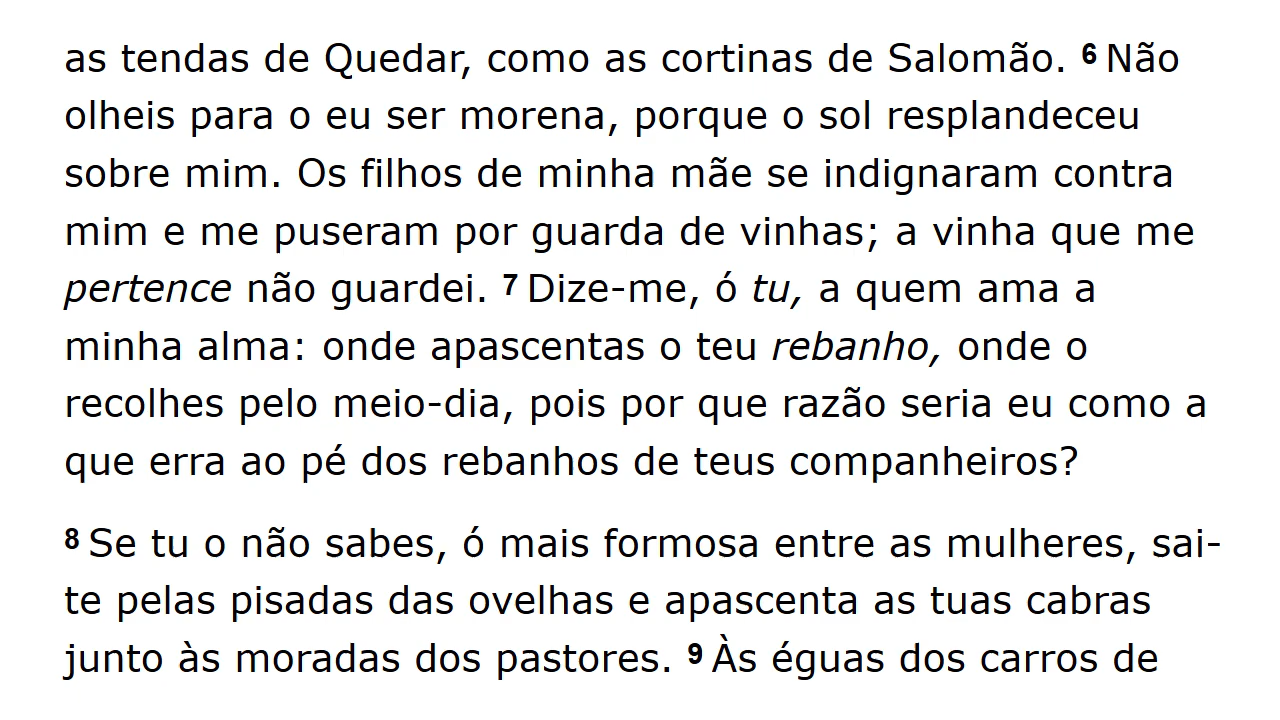 as tendas de Quedar, como as cortinas de Salomão. 6 Não
olheis para o eu ser morena, porque o sol resplandeceu
sobre mim. Os filhos de minha mãe se indignaram contra
mim e me puseram por guarda de vinhas; a vinha que me
pertence não guardei. 7 Dize-me, ó tu, a quem ama a
minha alma: onde apascentas o teu rebanho, onde o
recolhes pelo meio-dia, pois por que razão seria eu como a
que erra ao pé dos rebanhos de teus companheiros?
8 Se tu o não sabes, ó mais formosa entre as mulheres, sai-
te pelas pisadas das ovelhas e apascenta as tuas cabras
junto às moradas dos pastores. 9 Às éguas dos carros de